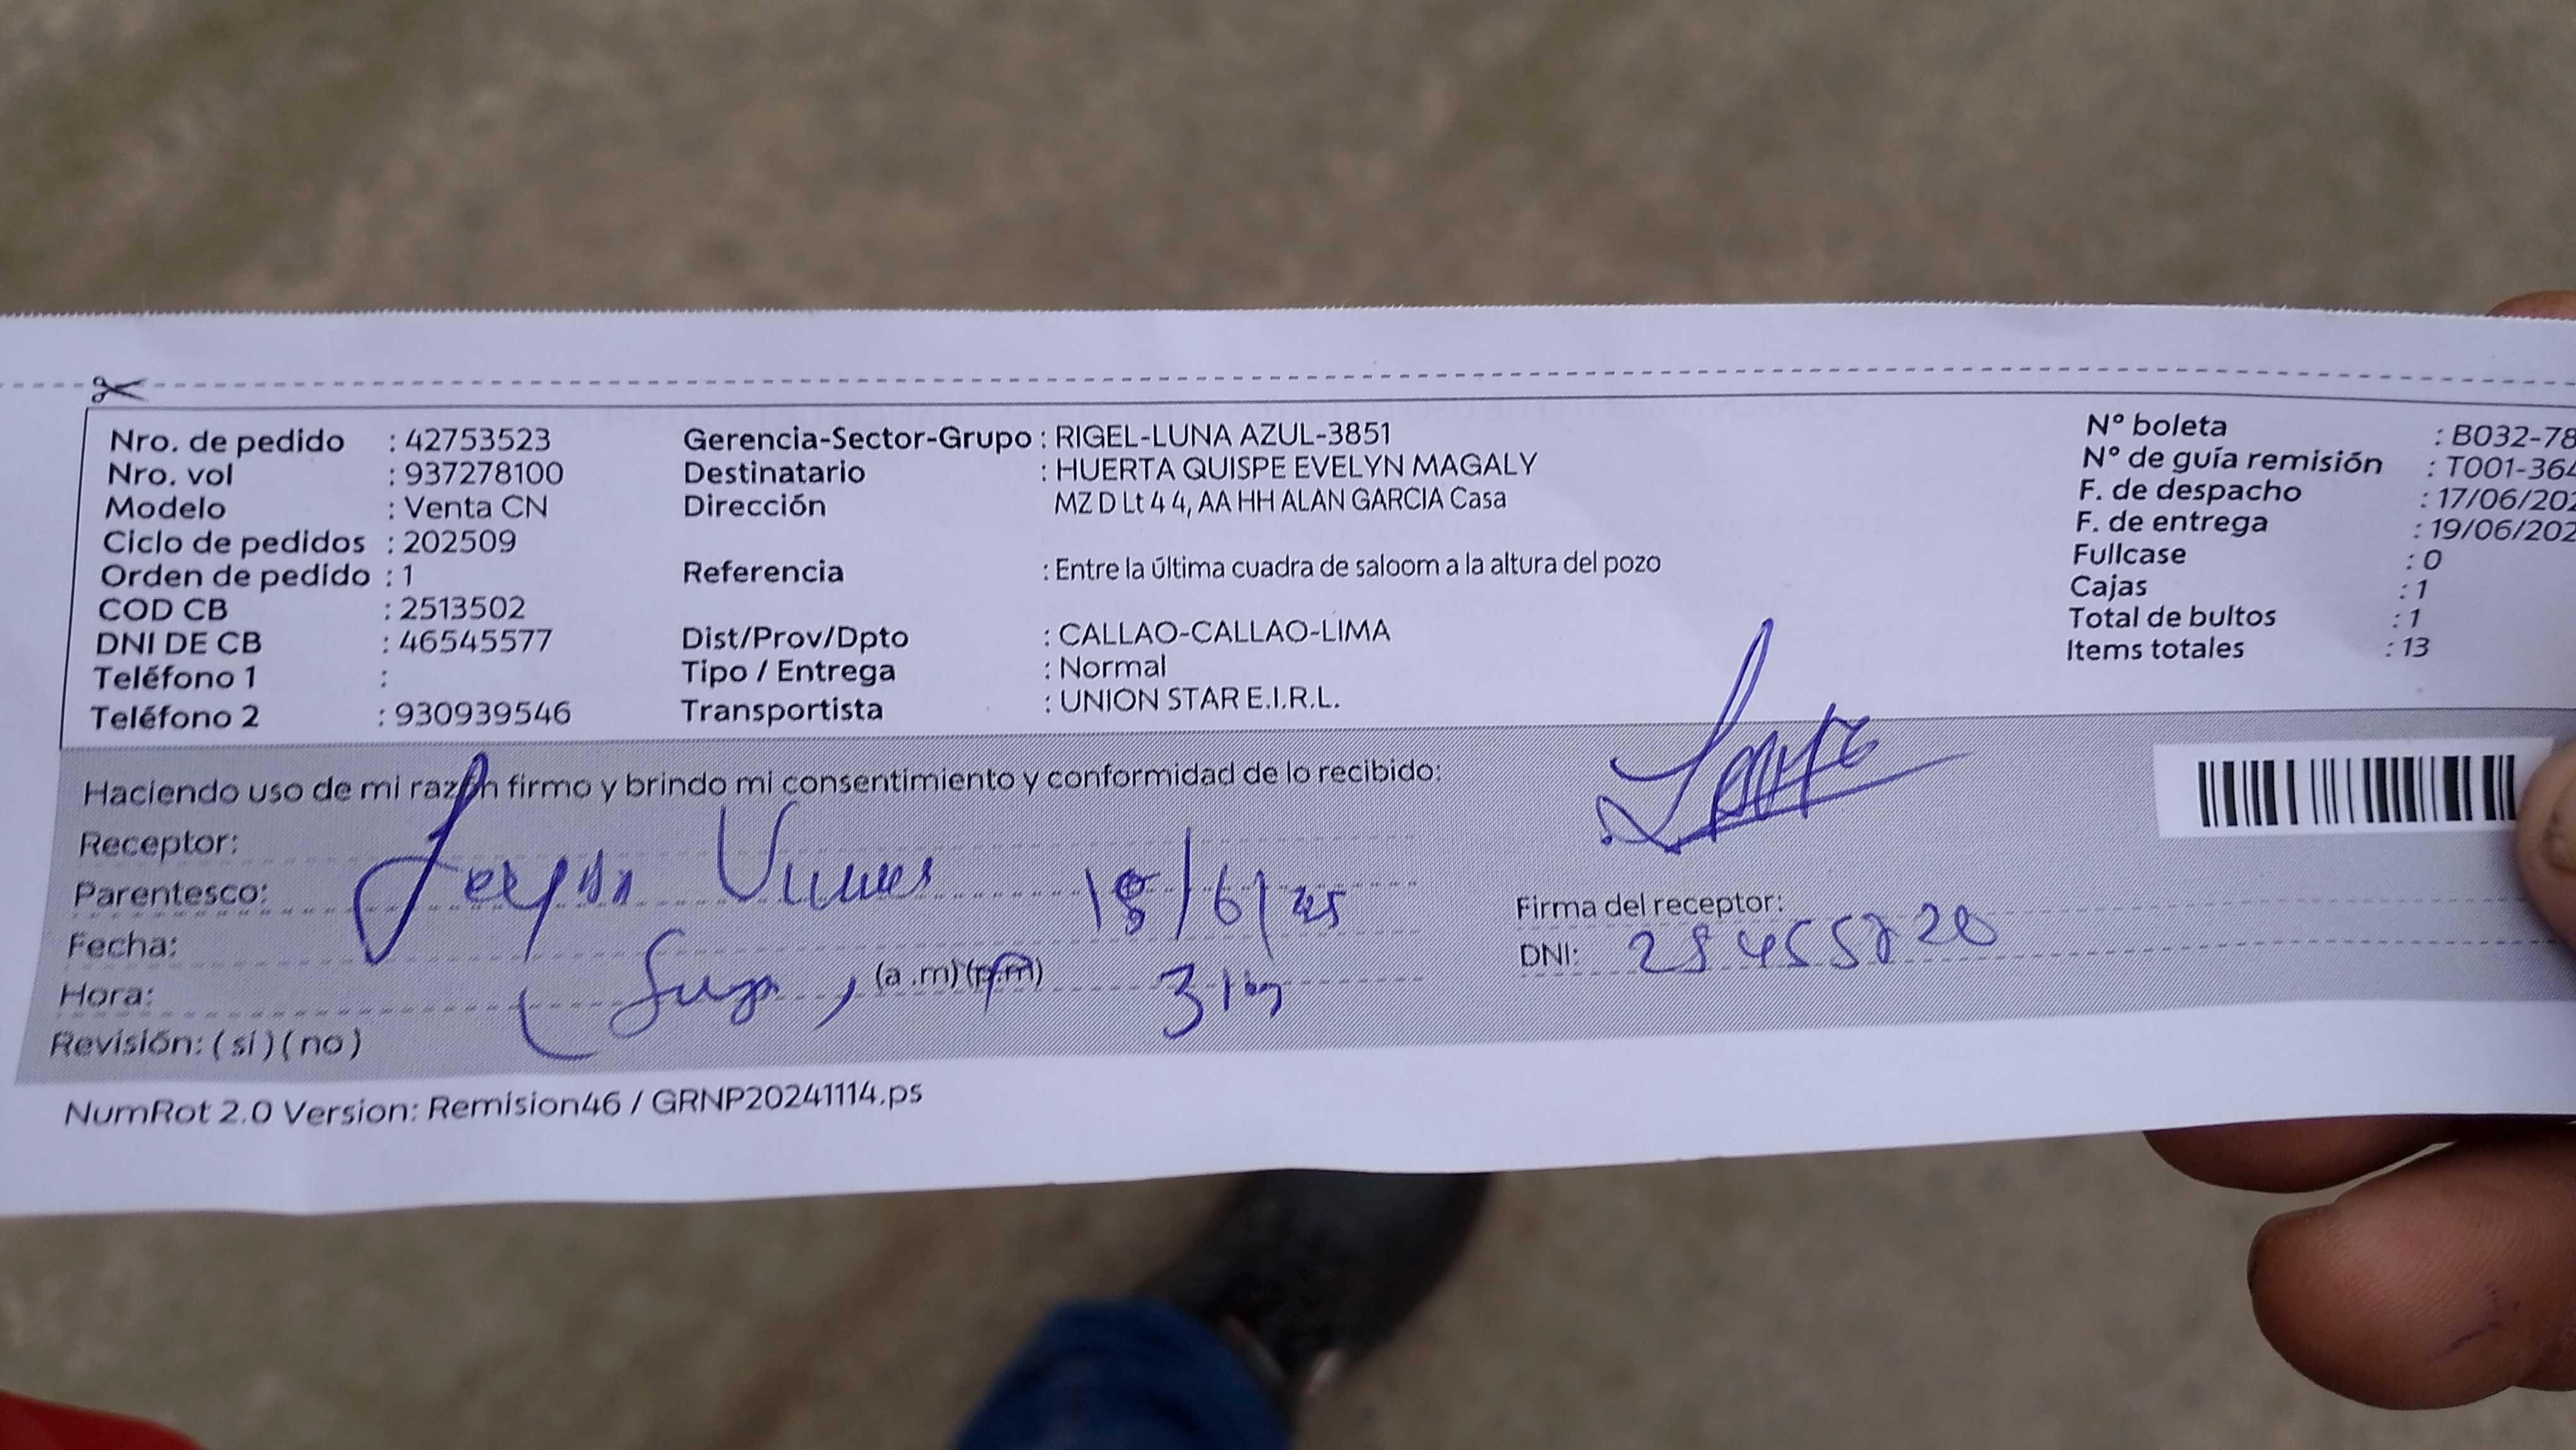 Nro. de pedido : 42753523
Nro. vol : 937278100
Modelo : Venta CN
Ciclo de pedidos : 202509
Orden de pedido : 1
COD CB : 2513502
DNI DE CB : 46545577
Teléfono 1 :
Teléfono 2 : 930939546
Gerencia-Sector-Grupo : RIGEL-LUNA AZUL-3851
Destinatario : HUERTA QUISPE EVELYN MAGALY
Dirección MZ D Lt 4 4, AA HH ALAN GARCIA Casa
Referencia : Entre la última cuadra de saloom a la altura del pozo
Dist/Prov/Dpto : CALLAO-CALLAO-LIMA
Tipo / Entrega : Normal
Transportista : UNION STAR E.I.R.L.
N° boleta : B032-78
N° de guía remisión : T001-364
F. de despacho : 17/06/202
F. de entrega : 19/06/202
Fullcase : 0
Cajas : 1
Total de bultos : 1
Items totales : 13
Haciendo uso de mi razón firmo y brindo mi consentimiento y conformidad de lo recibido:
Receptor:
Parentesco: 18/6/25
Fecha:
Hora: (a .m) (p.m)
Revisión: ( si ) ( no )
Firma del receptor:
DNI:
NumRot 2.0 Version: Remision46 / GRNP20241114.ps